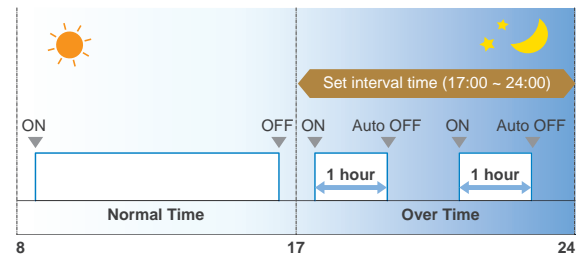 Set interval time (17:00 ~ 24:00)
ON OFF ON Auto OFF ON Auto OFF
1 hour 1 hour
Normal Time Over Time
8 17 24